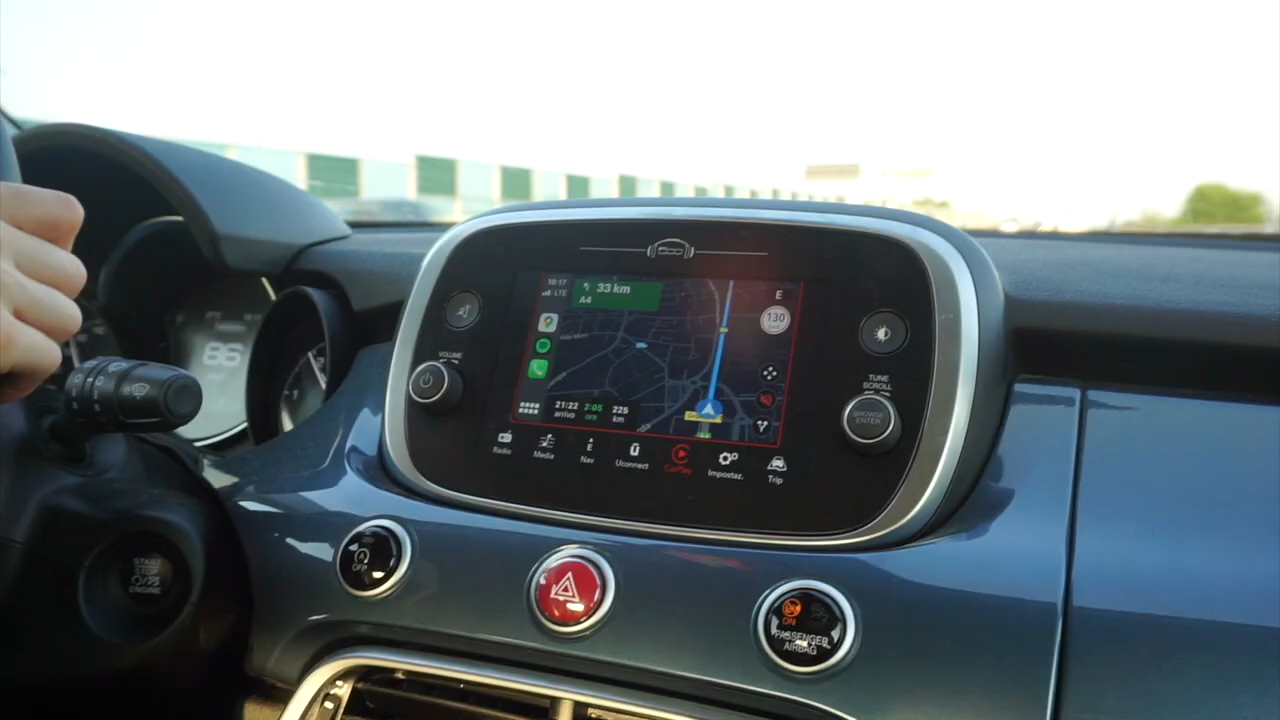 10:17
LTE
33 km
A4
E
130
21:22
arrivo
2:05
ore
225
km
VOLUME
TUNE
SCROLL
BROWSE
ENTER
Radio
Media
E
Nav
Uconnect
CarPlay
Impostaz.
Trip
86
START
STOP
ENGINE
OFF
ON
PASSENGER
AIRBAG